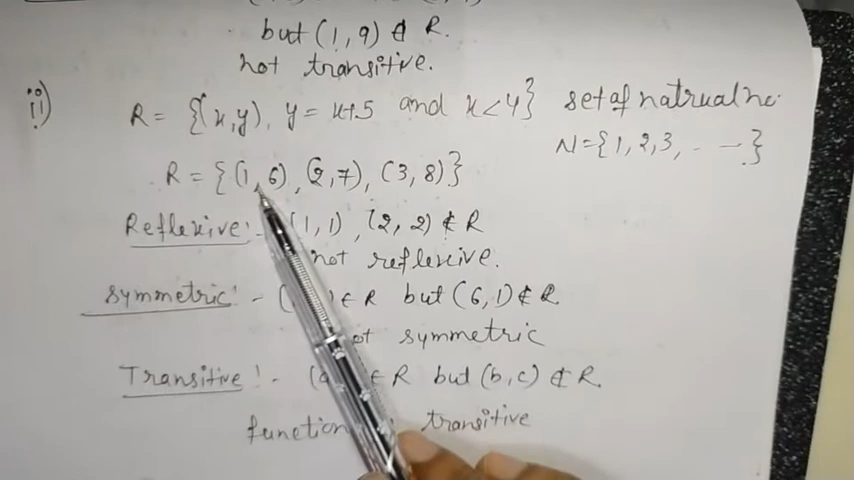 but (1, 9) ∉ R.
not transitive.
ii)
R = {(x, y), y = x+5 and x < 4} set of natrual no.
N = {1, 2, 3, . . — . }
R = {(1, 6), (2, 7), (3, 8)}
Reflexive! - (1, 1), (2, 2) ∉ R
not reflexive.
symmetric! - ( ) ∈ R but (6, 1) ∉ R.
symmetric
Transitive! - (a, ∈ R but (b, c) ∉ R.
function transitive